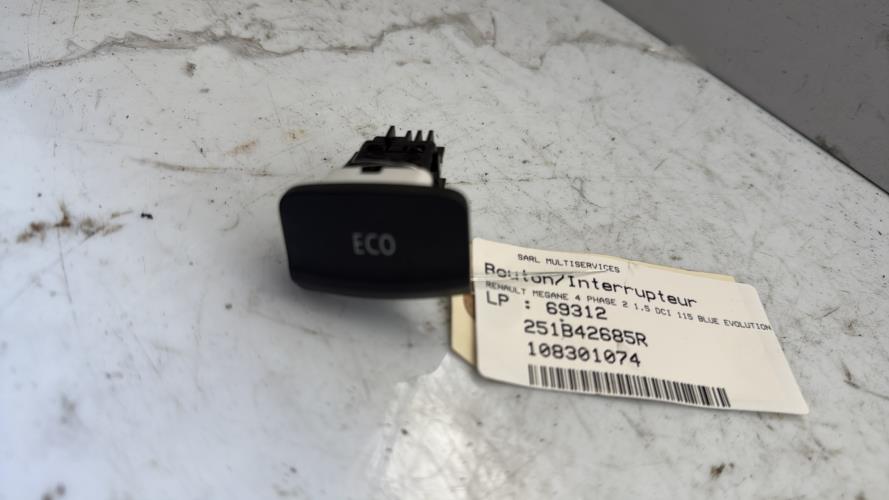 ECO
SARL MULTISERVICES
Bouton/Interrupteur
RENAULT MEGANE 4 PHASE 2 1.5 DCI 115 BLUE EVOLUTION
LP : 69312
251B42685R
108301074